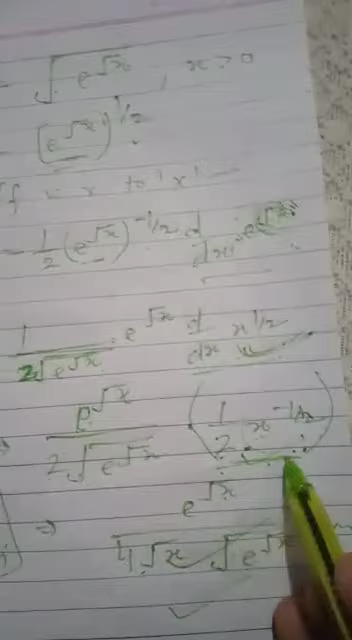 = √(e^√x) , x > 0
= (e^√x)^1/2
w.r. to 'x'
= 1/2 (e^√x)^-1/2 d/dx e^√x
1/(2√(e^√x)) . e^√x d/dx x^1/2
e^√x/(2√(e^√x)) (1/2 x^-1/2)
⇒ e^√x/(4√x √(e^√x))